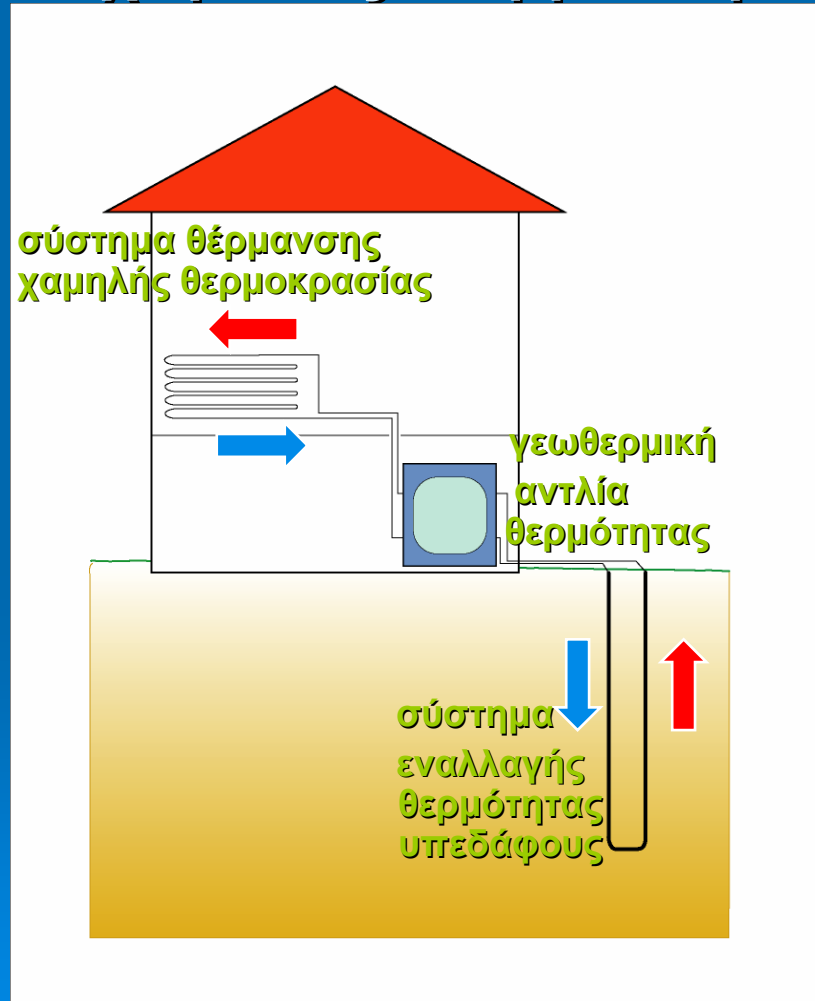 σύστημα θέρμανσης
χαμηλής θερμοκρασίας
γεωθερμική
αντλία
θερμότητας
σύστημα
εναλλαγής
θερμότητας
υπεδάφους